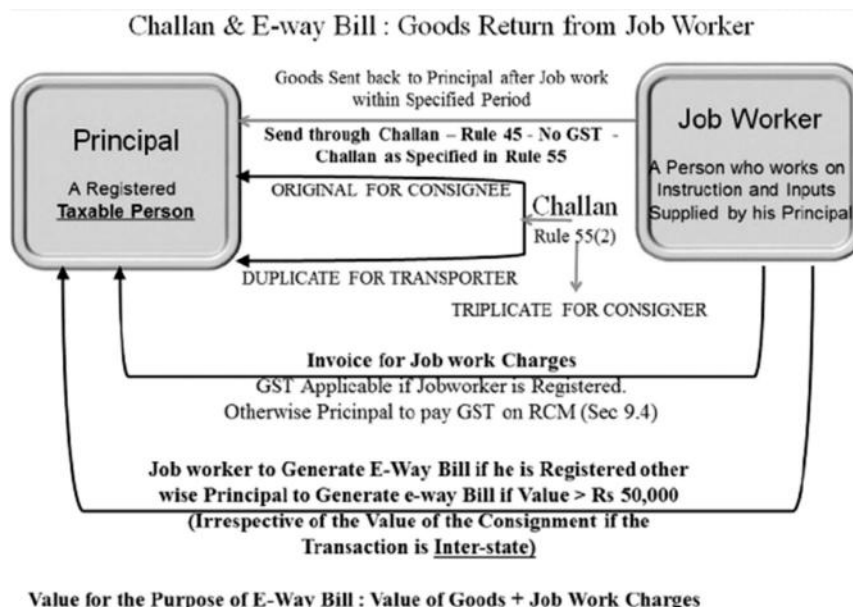 Challan & E-way Bill : Goods Return from Job Worker
Goods Sent back to Principal after Job work
within Specified Period
Send through Challan – Rule 45 - No GST -
Challan as Specified in Rule 55
Principal
A Registered
Taxable Person
Job Worker
A Person who works on
Instruction and Inputs
Supplied by his Principal
ORIGINAL FOR CONSIGNEE
Challan
Rule 55(2)
DUPLICATE FOR TRANSPORTER
TRIPLICATE FOR CONSIGNER
Invoice for Job work Charges
GST Applicable if Jobworker is Registered.
Otherwise Pricinpal to pay GST on RCM (Sec 9.4)
Job worker to Generate E-Way Bill if he is Registered other
wise Principal to Generate e-way Bill if Value > Rs 50,000
(Irrespective of the Value of the Consignment if the
Transaction is Inter-state)
Value for the Purpose of E-Way Bill : Value of Goods + Job Work Charges